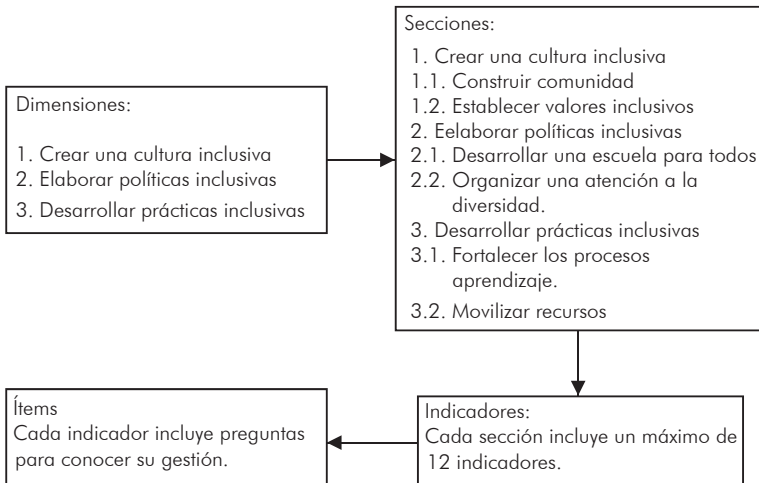 Dimensiones:
1. Crear una cultura inclusiva
2. Elaborar políticas inclusivas
3. Desarrollar prácticas inclusivas
Secciones:
1. Crear una cultura inclusiva
1.1. Construir comunidad
1.2. Establecer valores inclusivos
2. Eelaborar políticas inclusivas
2.1. Desarrollar una escuela para todos
2.2. Organizar una atención a la
diversidad.
3. Desarrollar prácticas inclusivas
3.1. Fortalecer los procesos
aprendizaje.
3.2. Movilizar recursos
Indicadores:
Cada sección incluye un máximo de
12 indicadores.
Ítems
Cada indicador incluye preguntas
para conocer su gestión.